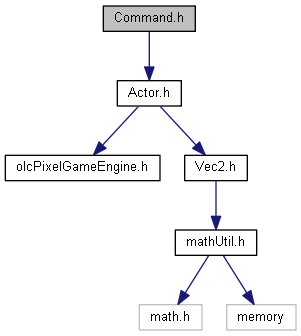 Command.h
Actor.h
olcPixelGameEngine.h
Vec2.h
mathUtil.h
math.h
memory